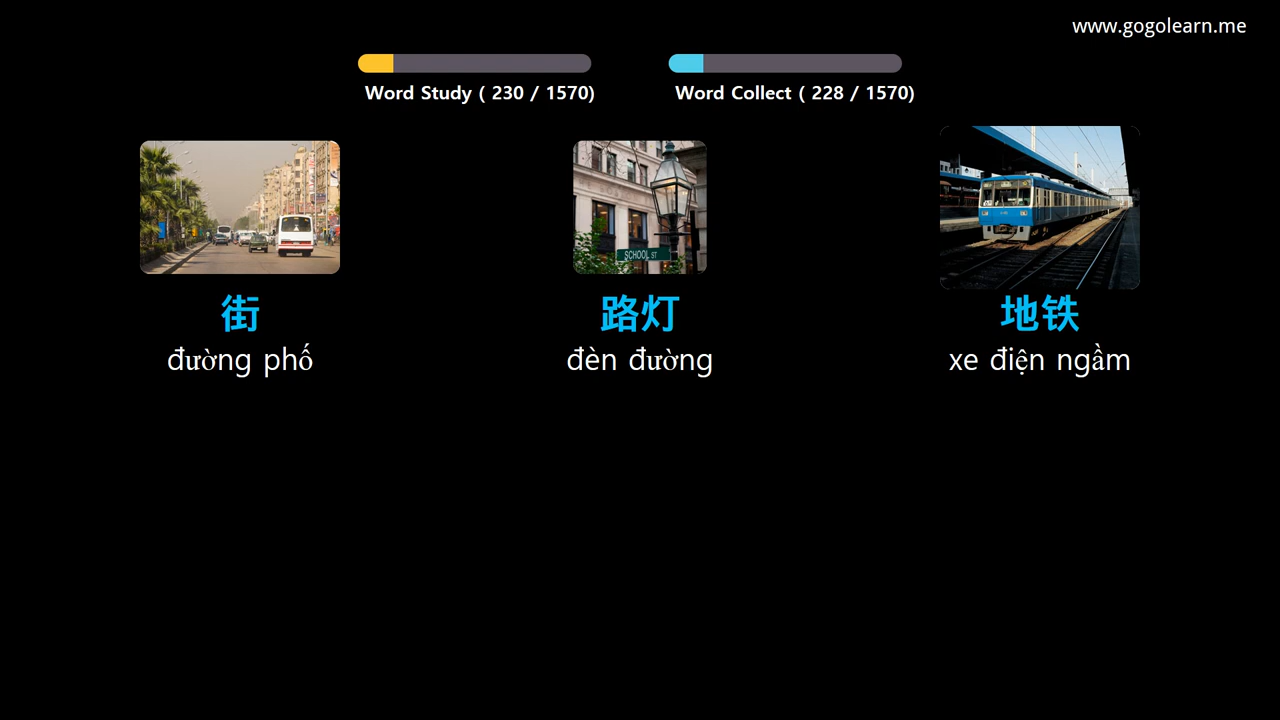 www.gogolearn.me
Word Study ( 230 / 1570)
Word Collect ( 228 / 1570)
SCHOOL ST
街
路灯
地铁
đường phố
đèn đường
xe điện ngầm